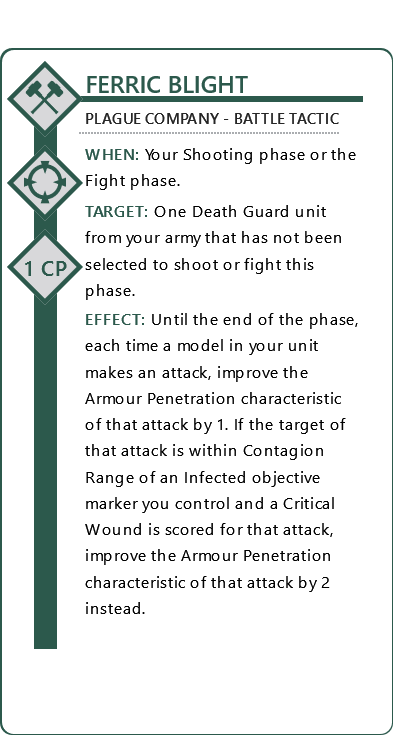 FERRIC BLIGHT
PLAGUE COMPANY - BATTLE TACTIC
WHEN: Your Shooting phase or the
Fight phase.
TARGET: One Death Guard unit
from your army that has not been
selected to shoot or fight this
phase.
1 CP
EFFECT: Until the end of the phase,
each time a model in your unit
makes an attack, improve the
Armour Penetration characteristic
of that attack by 1. If the target of
that attack is within Contagion
Range of an Infected objective
marker you control and a Critical
Wound is scored for that attack,
improve the Armour Penetration
characteristic of that attack by 2
instead.